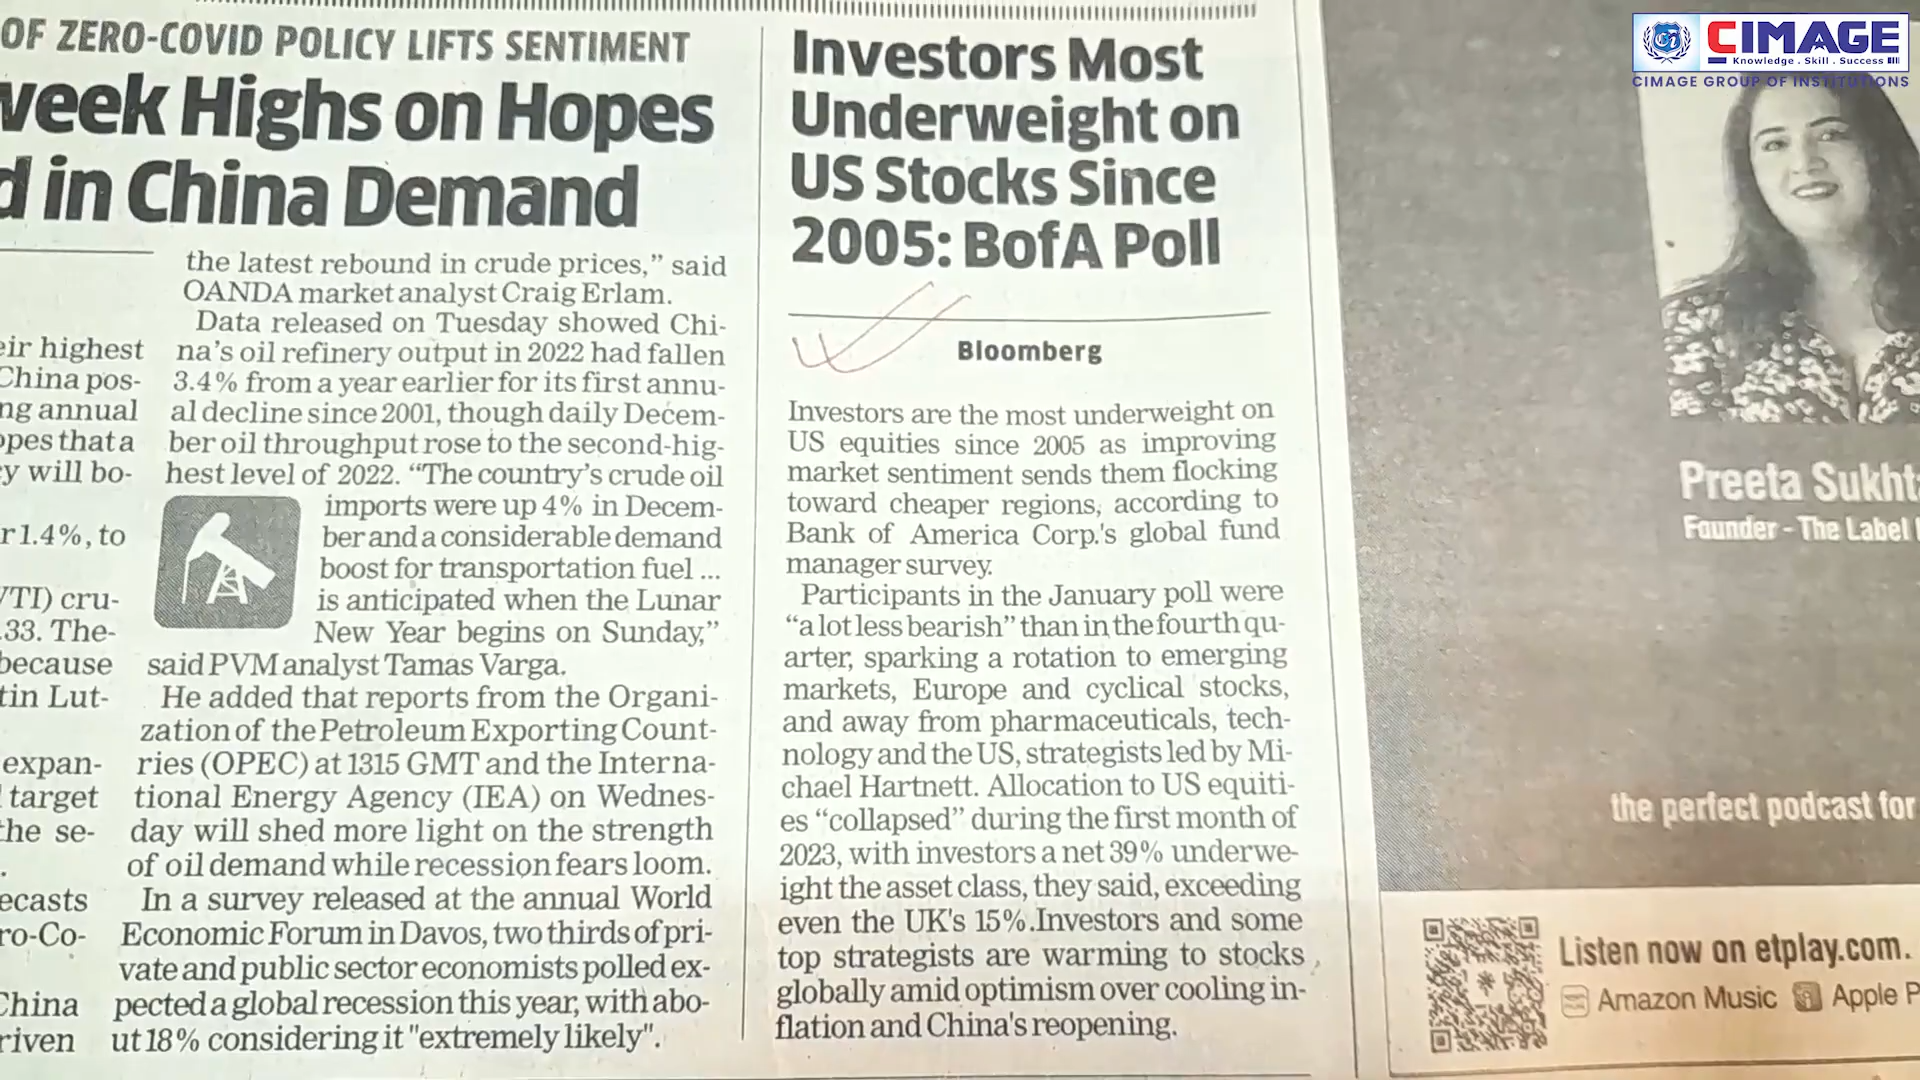 OF ZERO-COVID POLICY LIFTS SENTIMENT
week Highs on Hopes
d in China Demand
eir highest
China pos-
ng annual
opes that a
y will bo-
r 1.4%, to
TI) cru-
.33. The-
because
tin Lut-
expan-
target
the se-
.
ecasts
ro-Co-
China
riven
the latest rebound in crude prices,” said
OANDA market analyst Craig Erlam.
Data released on Tuesday showed Chi-
na’s oil refinery output in 2022 had fallen
3.4% from a year earlier for its first annu-
al decline since 2001, though daily Decem-
ber oil throughput rose to the second-hig-
hest level of 2022. “The country’s crude oil
imports were up 4% in Decem-
ber and a considerable demand
boost for transportation fuel ...
is anticipated when the Lunar
New Year begins on Sunday,”
said PVM analyst Tamas Varga.
He added that reports from the Organi-
zation of the Petroleum Exporting Count-
ries (OPEC) at 1315 GMT and the Interna-
tional Energy Agency (IEA) on Wednes-
day will shed more light on the strength
of oil demand while recession fears loom.
In a survey released at the annual World
Economic Forum in Davos, two thirds of pri-
vate and public sector economists polled ex-
pected a global recession this year, with abo-
ut 18% considering it "extremely likely".
Investors Most
Underweight on
US Stocks Since
2005: BofA Poll
Bloomberg
Investors are the most underweight on
US equities since 2005 as improving
market sentiment sends them flocking
toward cheaper regions, according to
Bank of America Corp.'s global fund
manager survey.
Participants in the January poll were
“a lot less bearish” than in the fourth qu-
arter, sparking a rotation to emerging
markets, Europe and cyclical stocks,
and away from pharmaceuticals, tech-
nology and the US, strategists led by Mi-
chael Hartnett. Allocation to US equiti-
es “collapsed” during the first month of
2023, with investors a net 39% underwe-
ight the asset class, they said, exceeding
even the UK's 15%.Investors and some
top strategists are warming to stocks
globally amid optimism over cooling in-
flation and China's reopening.
CIMAGE
Knowledge . Skill . Success
CIMAGE GROUP OF INSTITUTIONS
Preeta Sukht
Founder - The Label
the perfect podcast for
Listen now on etplay.com.
Amazon Music Apple P